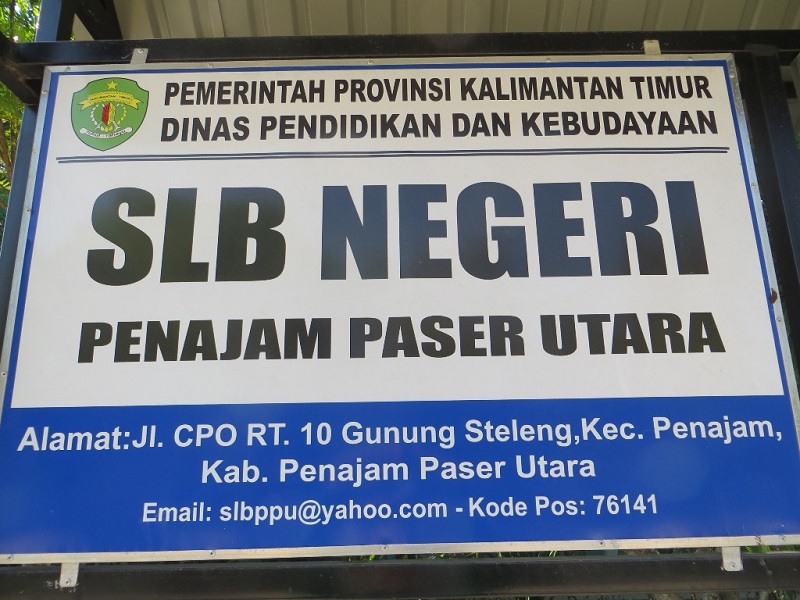 PEMERINTAH PROVINSI KALIMANTAN TIMUR
DINAS PENDIDIKAN DAN KEBUDAYAAN
SLB NEGERI
PENAJAM PASER UTARA
Alamat:Jl. CPO RT. 10 Gunung Steleng,Kec. Penajam,
Kab. Penajam Paser Utara
Email: slbppu@yahoo.com - Kode Pos: 76141